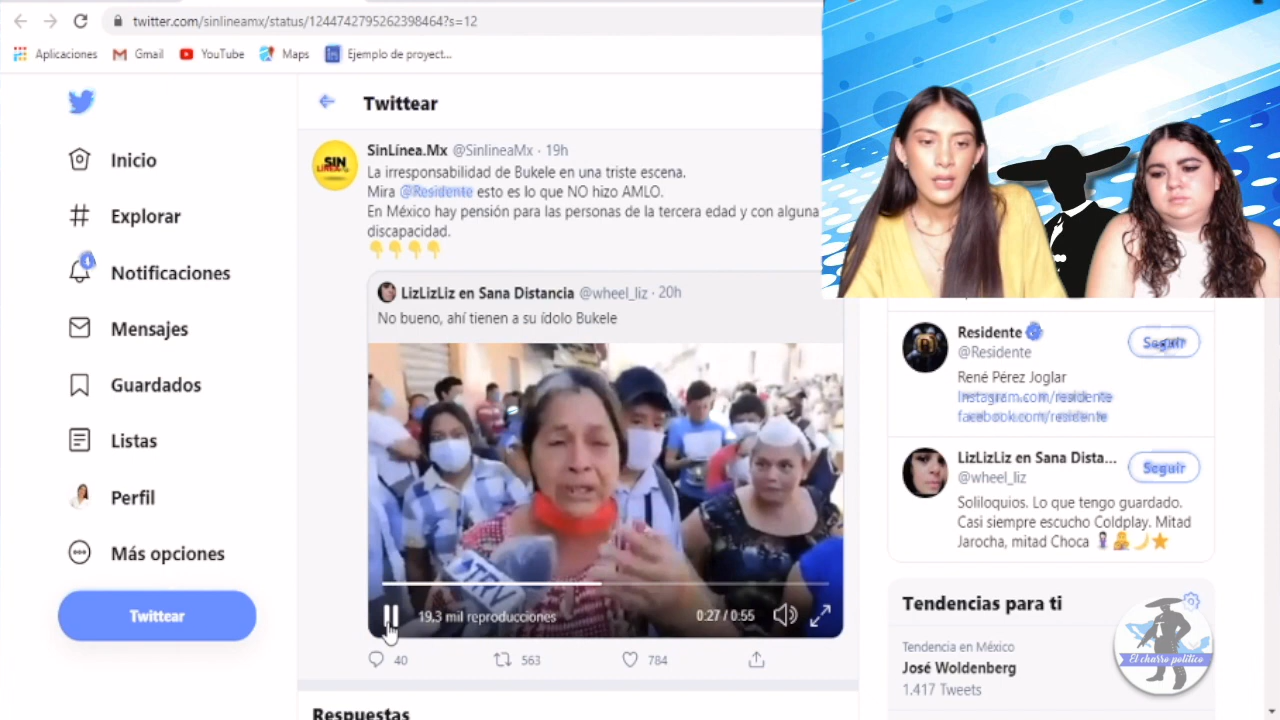 twitter.com/sinlineamx/status/1244742795262398464?s=12
Aplicaciones
Gmail
YouTube
Maps
Ejemplo de proyect...
Inicio
Explorar
Notificaciones
4
Mensajes
Guardados
Listas
Perfil
Más opciones
Twittear
Twittear
SIN
SinLínea.Mx @SinlineaMx · 19h
La irresponsabilidad de Bukele en una triste escena.
Mira @Residente esto es lo que NO hizo AMLO.
En México hay pensión para las personas de la tercera edad y con alguna
discapacidad.
LizLizLiz en Sana Distancia @wheel_liz · 20h
No bueno, ahí tienen a su ídolo Bukele
19,3 mil reproducciones
0:27 / 0:55
40
563
784
Respuestas
Residente
@Residente
Seguir
René Pérez Joglar
Instagram.com/residente
facebook.com/residente
LizLizLiz en Sana Dista...
@wheel_liz
Seguir
Soliloquios. Lo que tengo guardado.
Casi siempre escucho Coldplay. Mitad
Jarocha, mitad Choca
Tendencias para ti
Tendencia en México
José Woldenberg
1.417 Tweets
El charro político